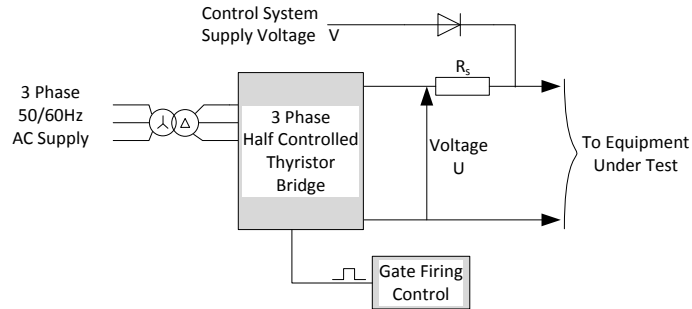 Control System
Supply Voltage
V
R_s
3 Phase
50/60Hz
AC Supply
Δ
3 Phase
Half Controlled
Thyristor
Bridge
Voltage
U
To Equipment
Under Test
Gate Firing
Control